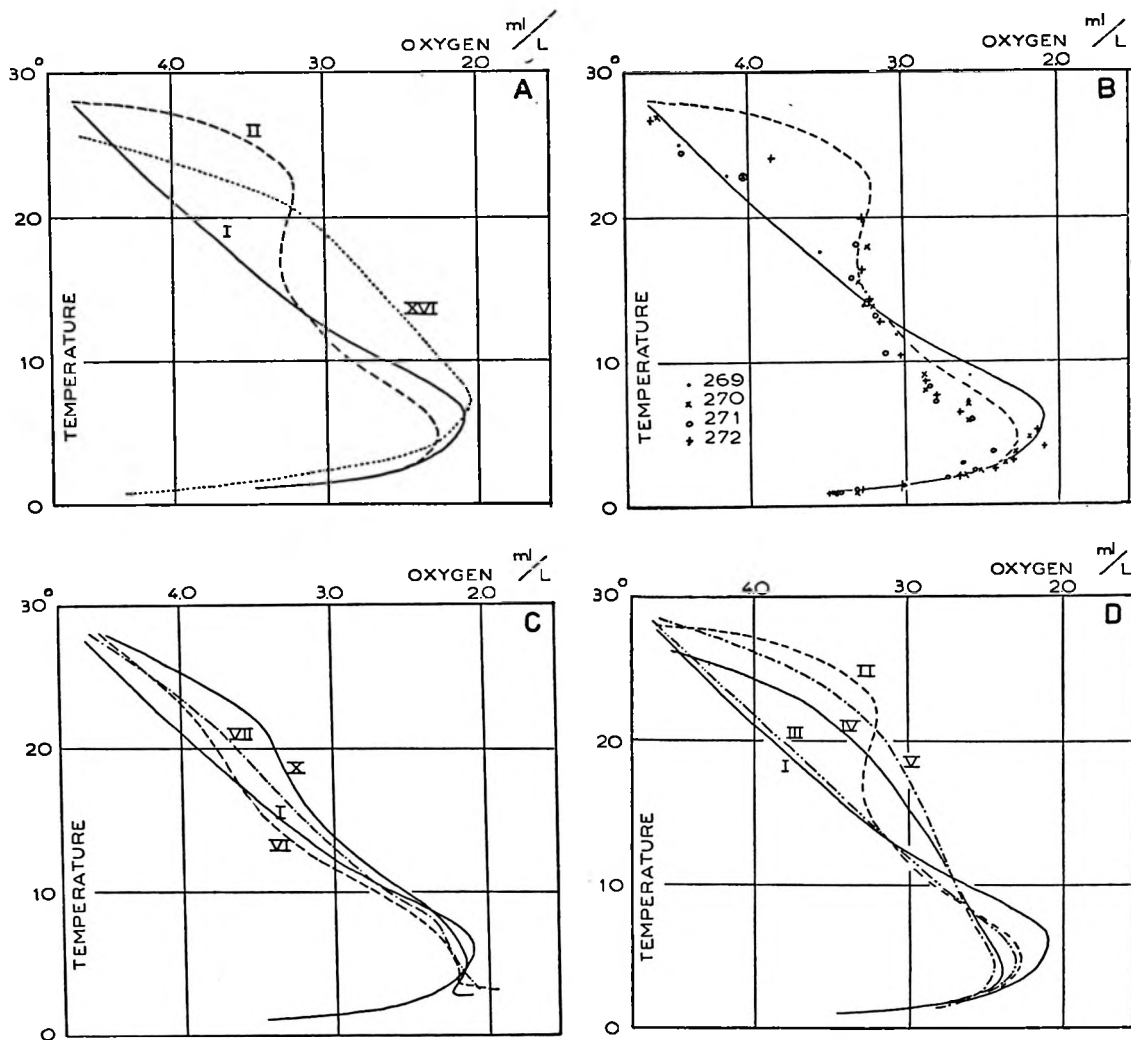 OXYGEN ml/L
4.0 3.0 2.0
30°
A
II
20
I
XVI
10
TEMPERATURE
0
OXYGEN ml/L
4.0 3.0 2.0
30°
B
20
10
TEMPERATURE
• 269
x 270
o 271
+ 272
0
OXYGEN ml/L
4.0 3.0 2.0
30°
C
VII
20
X
I
VI
10
TEMPERATURE
0
OXYGEN ml/L
4.0 3.0 2.0
30°
D
II
III
IV
20
I
V
10
TEMPERATURE
0